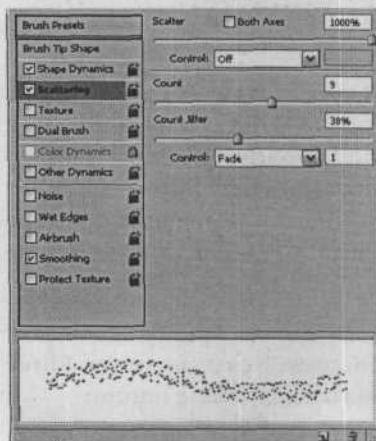 Brush Presets
Brush Tip Shape
Shape Dynamics
Scattering
Texture
Dual Brush
Color Dynamics
Other Dynamics
Noise
Wet Edges
Airbrush
Smoothing
Protect Texture
Scatter Both Axes 1000%
Control: Off
Count 9
Count Jitter 38%
Control: Fade 1